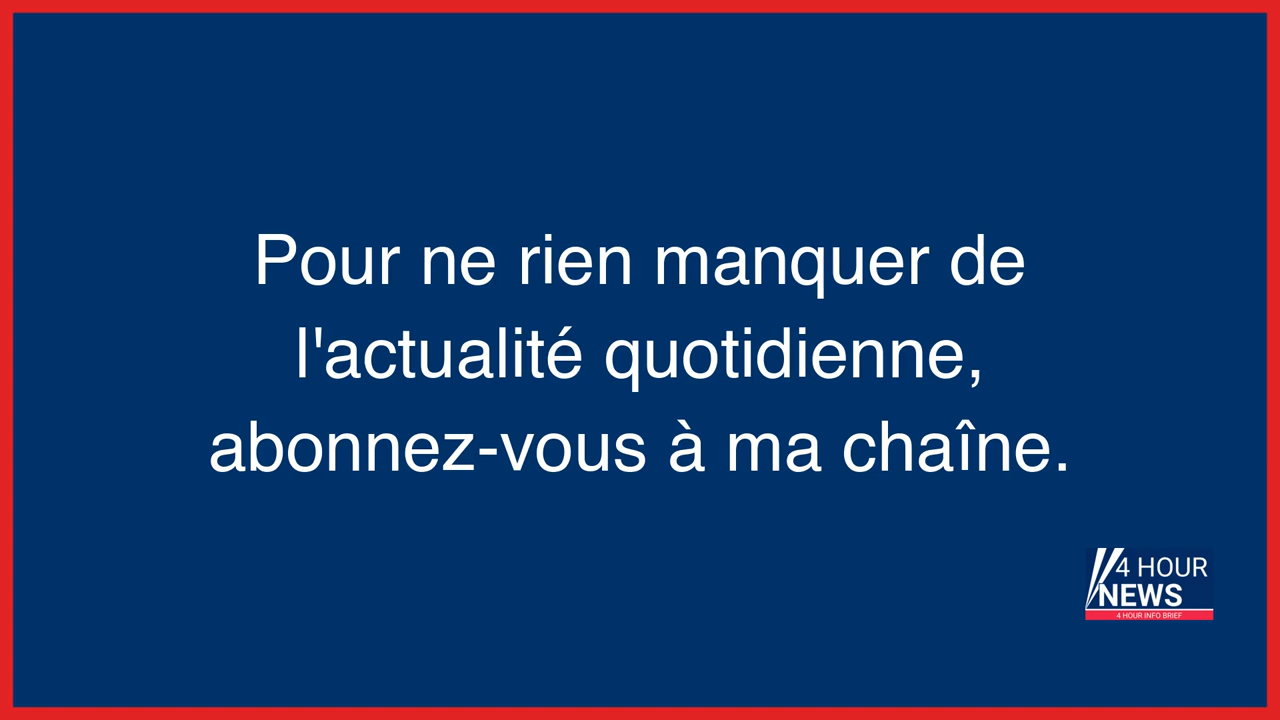 Pour ne rien manquer de
l'actualité quotidienne,
abonnez-vous à ma chaîne.
4 HOUR
NEWS
4 HOUR INFO BRIEF